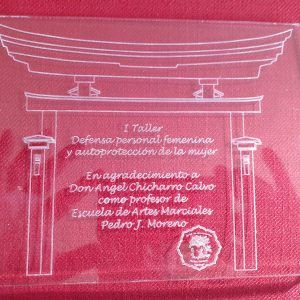 I Taller
Defensa personal femenina
y autoprotección de la mujer
En agradecimiento a
Don Angel Chicharro Calvo
como profesor de
Escuela de Artes Marciales
Pedro J. Moreno